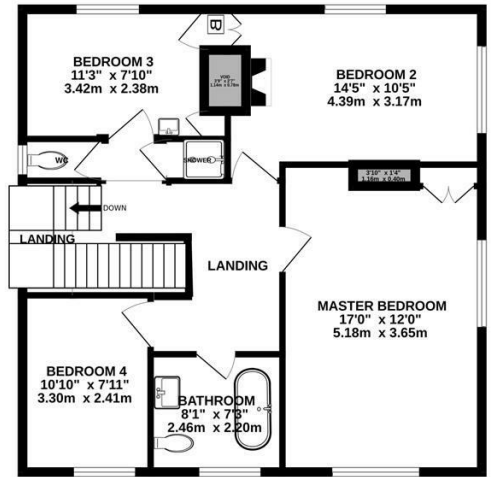 B
BEDROOM 3
11'3" x 7'10"
3.42m x 2.38m
VOID
BEDROOM 2
14'5" x 10'5"
4.39m x 3.17m
WC
SHOWER
3'10" x 1'4"
1.16m x 0.40m
DOWN
LANDING
LANDING
MASTER BEDROOM
17'0" x 12'0"
5.18m x 3.65m
BEDROOM 4
10'10" x 7'11"
3.30m x 2.41m
BATHROOM
8'1" x 7'3"
2.46m x 2.20m